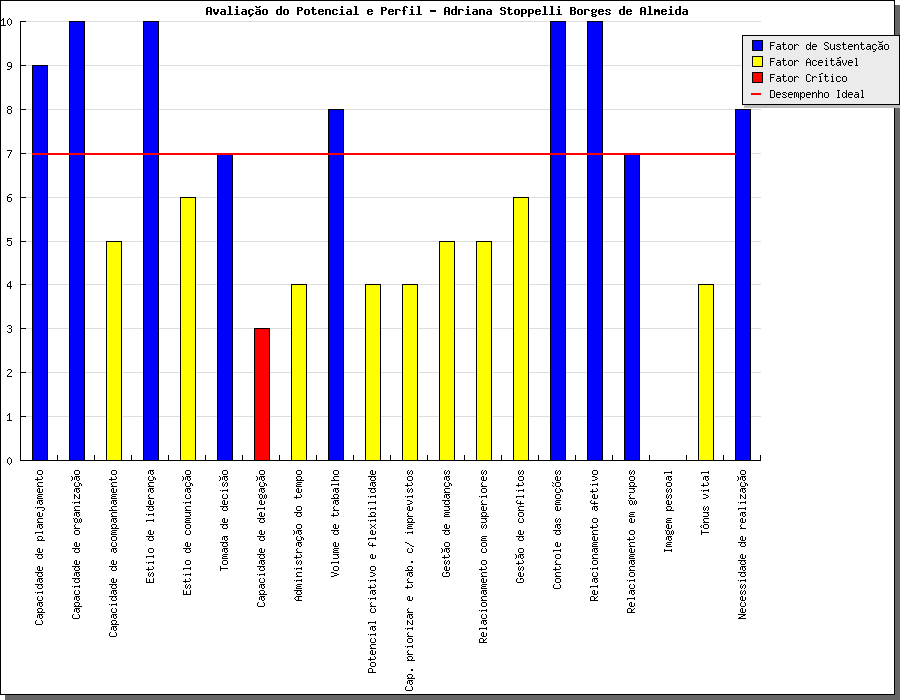 Avaliação do Potencial e Perfil - Adriana Stoppelli Borges de Almeida
Fator de Sustentação
Fator Aceitável
Fator Crítico
Desempenho Ideal
10
9
8
7
6
5
4
3
2
1
0
Capacidade de planejamento
Capacidade de organização
Capacidade de acompanhamento
Estilo de liderança
Estilo de comunicação
Tomada de decisão
Capacidade de delegação
Administração do tempo
Volume de trabalho
Potencial criativo e flexibilidade
Cap. priorizar e trab. c/ imprevistos
Gestão de mudanças
Relacionamento com superiores
Gestão de conflitos
Controle das emoções
Relacionamento afetivo
Relacionamento em grupos
Imagem pessoal
Tônus vital
Necessidade de realização